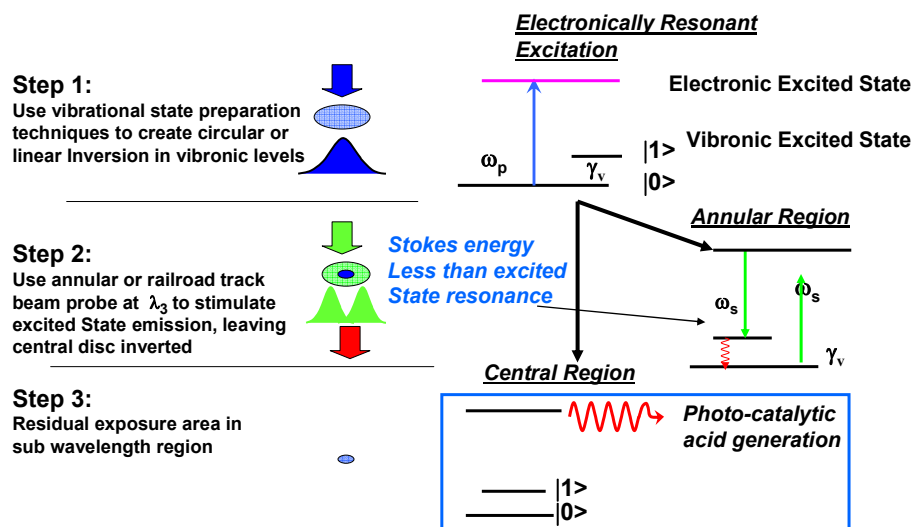 Electronically Resonant
Excitation
Step 1:
Use vibrational state preparation
techniques to create circular or
linear Inversion in vibronic levels
Electronic Excited State
Vibronic Excited State
ωp
γv
|1>
|0>
Annular Region
Step 2:
Use annular or railroad track
beam probe at λ3 to stimulate
excited State emission, leaving
central disc inverted
Stokes energy
Less than excited
State resonance
ωs
ωs
γv
Central Region
Step 3:
Residual exposure area in
sub wavelength region
Photo-catalytic
acid generation
|1>
|0>